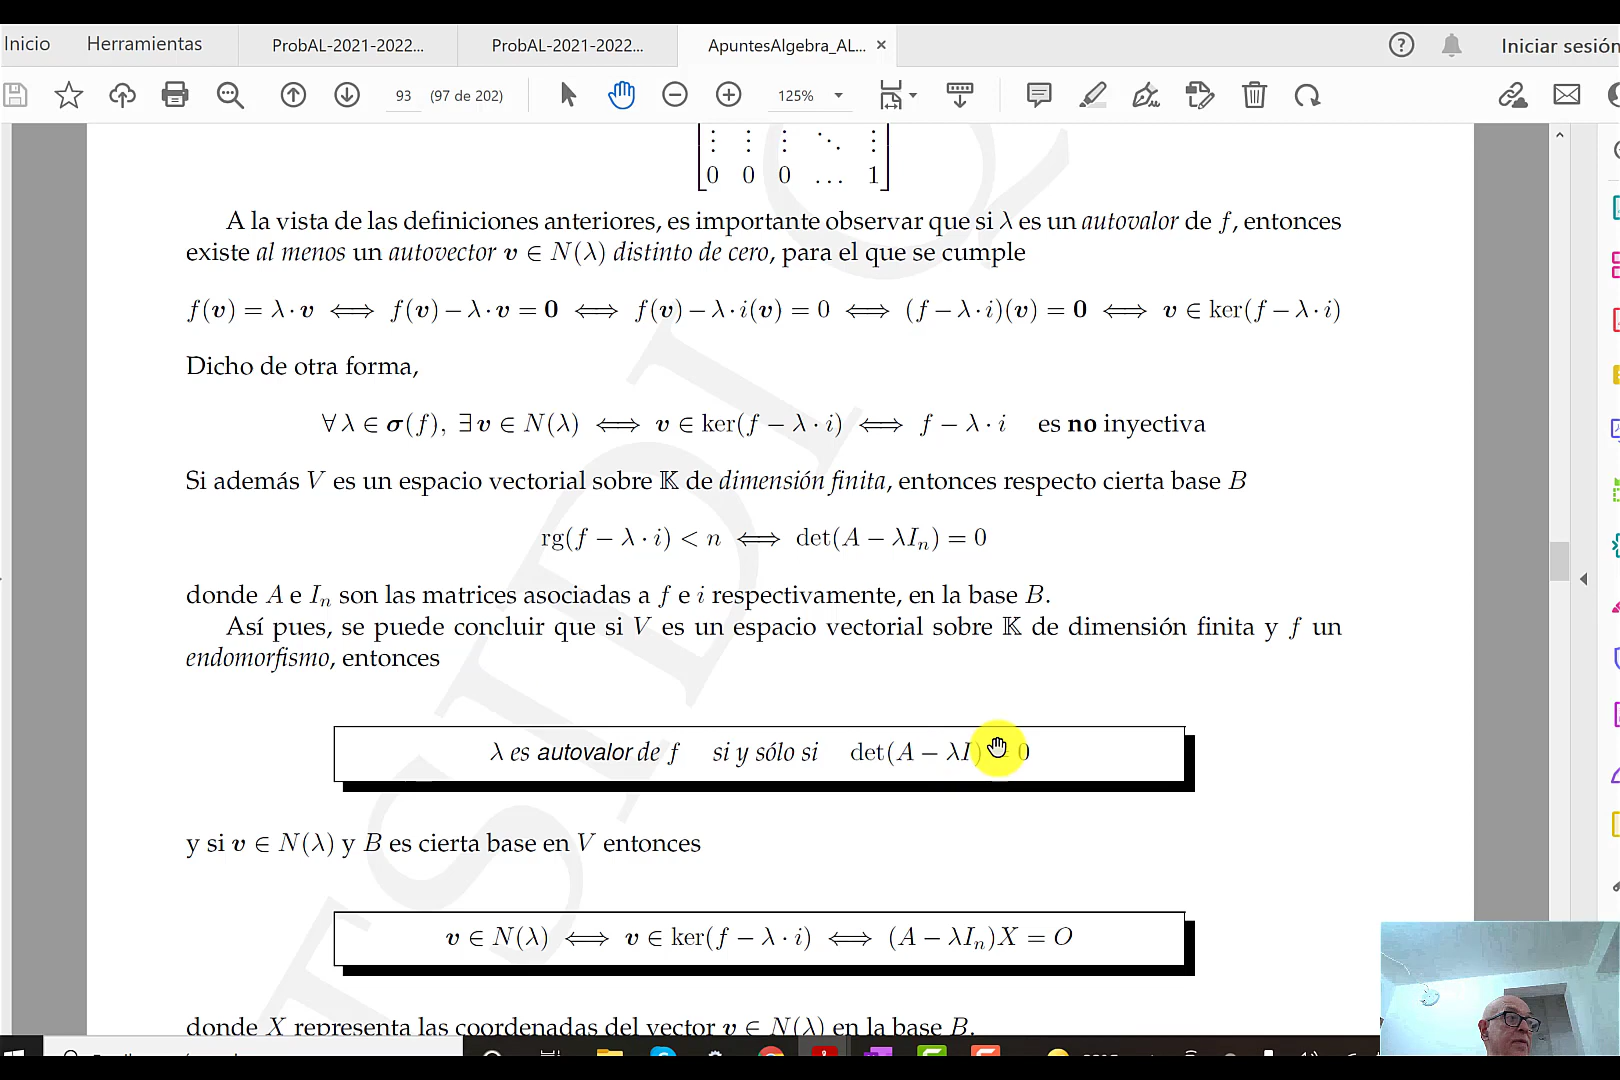 Inicio Herramientas ProbAL-2021-2022... ProbAL-2021-2022... ApuntesAlgebra_AL... × Iniciar sesión
93 (97 de 202) 125%
⋮ ⋮ ⋮ ⋱ ⋮
0 0 0 … 1
A la vista de las definiciones anteriores, es importante observar que si λ es un autovalor de f, entonces
existe al menos un autovector v ∈ N(λ) distinto de cero, para el que se cumple
f(v) = λ · v ⟺ f(v) − λ · v = 0 ⟺ f(v) − λ · i(v) = 0 ⟺ (f − λ · i)(v) = 0 ⟺ v ∈ ker(f − λ · i)
Dicho de otra forma,
∀ λ ∈ σ(f), ∃ v ∈ N(λ) ⟺ v ∈ ker(f − λ · i) ⟺ f − λ · i es no inyectiva
Si además V es un espacio vectorial sobre 𝕂 de dimensión finita, entonces respecto cierta base B
rg(f − λ · i) < n ⟺ det(A − λIₙ) = 0
donde A e Iₙ son las matrices asociadas a f e i respectivamente, en la base B.
Así pues, se puede concluir que si V es un espacio vectorial sobre 𝕂 de dimensión finita y f un
endomorfismo, entonces
λ es autovalor de f si y sólo si det(A − λI) = 0
y si v ∈ N(λ) y B es cierta base en V entonces
v ∈ N(λ) ⟺ v ∈ ker(f − λ · i) ⟺ (A − λIₙ)X = O
donde X representa las coordenadas del vector v ∈ N(λ) en la base B.